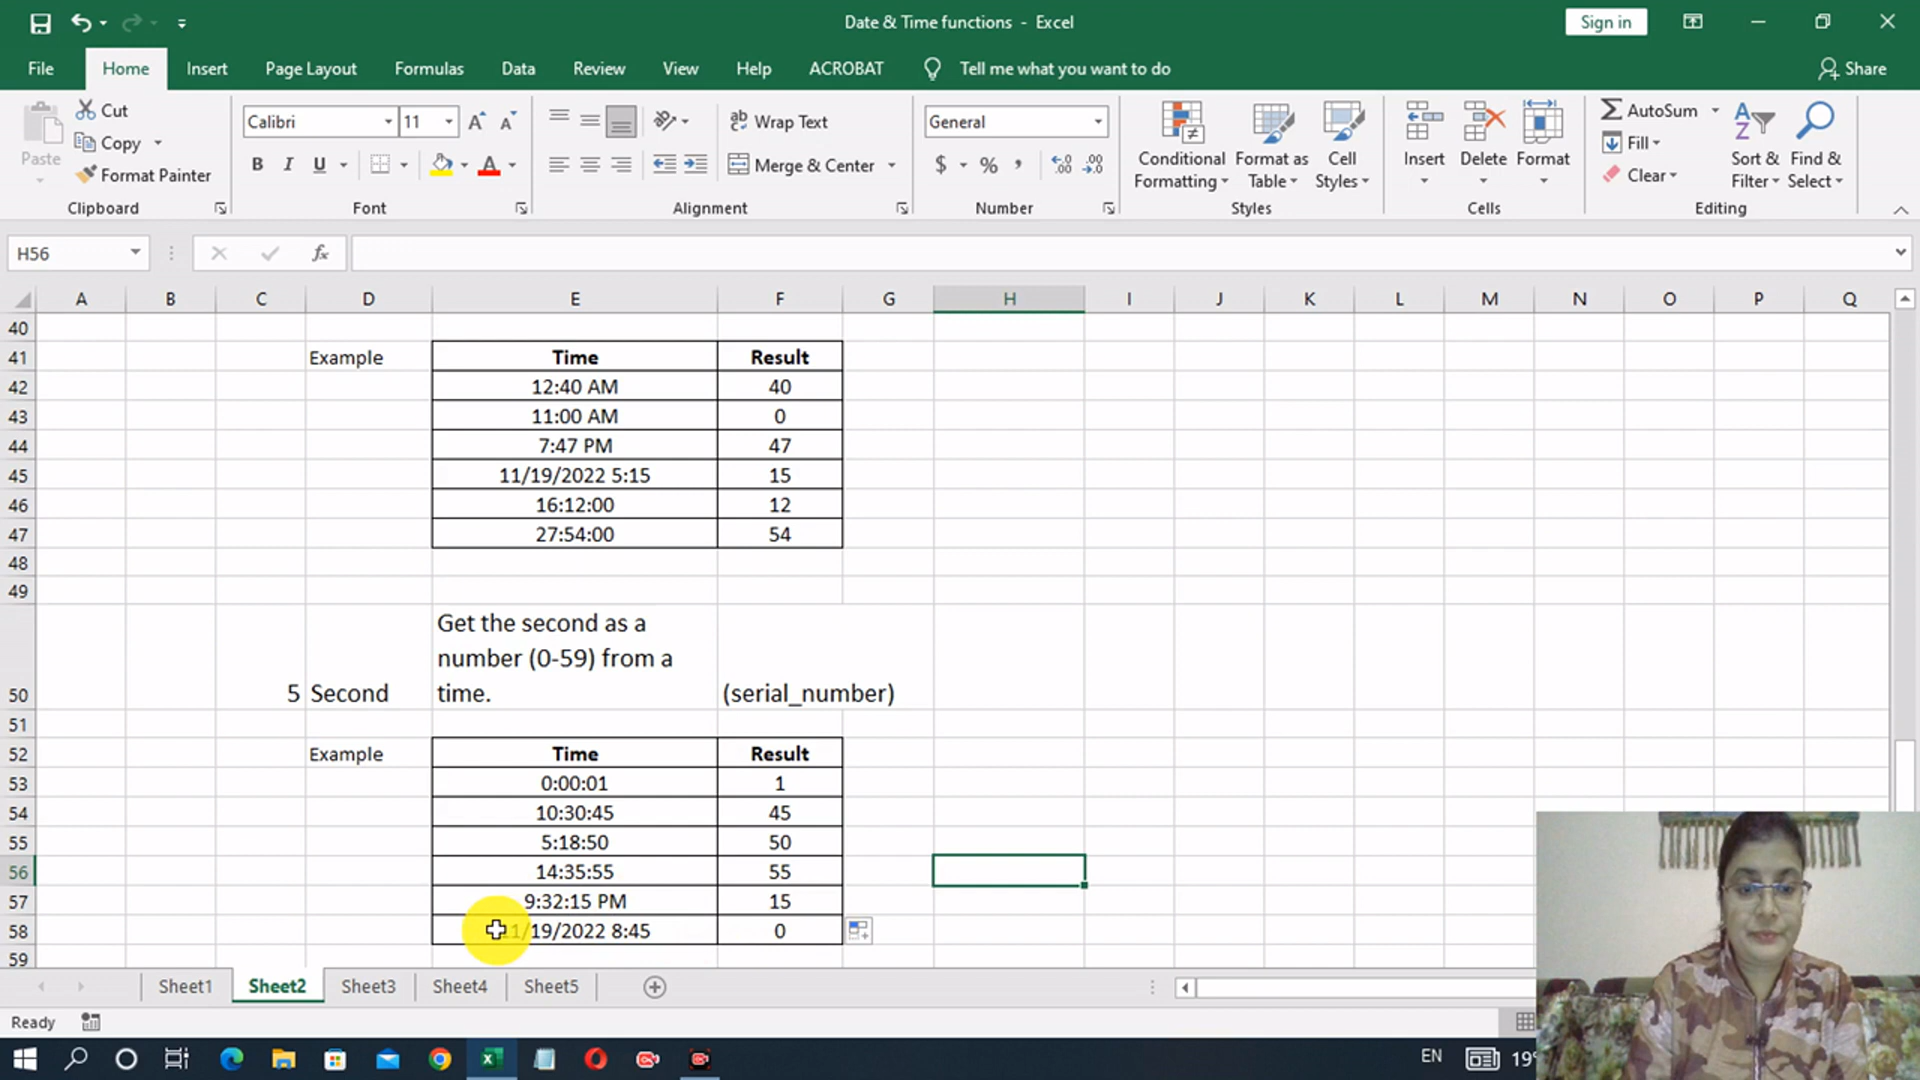 Date & Time functions - Excel
Sign in
File Home Insert Page Layout Formulas Data Review View Help ACROBAT Tell me what you want to do Share
Paste
Cut
Copy
Format Painter
Clipboard
Calibri 11
B I U
Font
Wrap Text
Merge & Center
Alignment
General
$ % ,
Number
Conditional Formatting
Format as Table
Cell Styles
Styles
Insert Delete Format
Cells
AutoSum
Fill
Clear
Sort & Filter
Find & Select
Editing
H56 fx
A B C D E F G H I J K L M N O P Q
40
41 Example Time Result
42 12:40 AM 40
43 11:00 AM 0
44 7:47 PM 47
45 11/19/2022 5:15 15
46 16:12:00 12
47 27:54:00 54
48
49
Get the second as a
number (0-59) from a
50 5 Second time. (serial_number)
51
52 Example Time Result
53 0:00:01 1
54 10:30:45 45
55 5:18:50 50
56 14:35:55 55
57 9:32:15 PM 15
58 11/19/2022 8:45 0
59
Sheet1 Sheet2 Sheet3 Sheet4 Sheet5
Ready
EN 19°